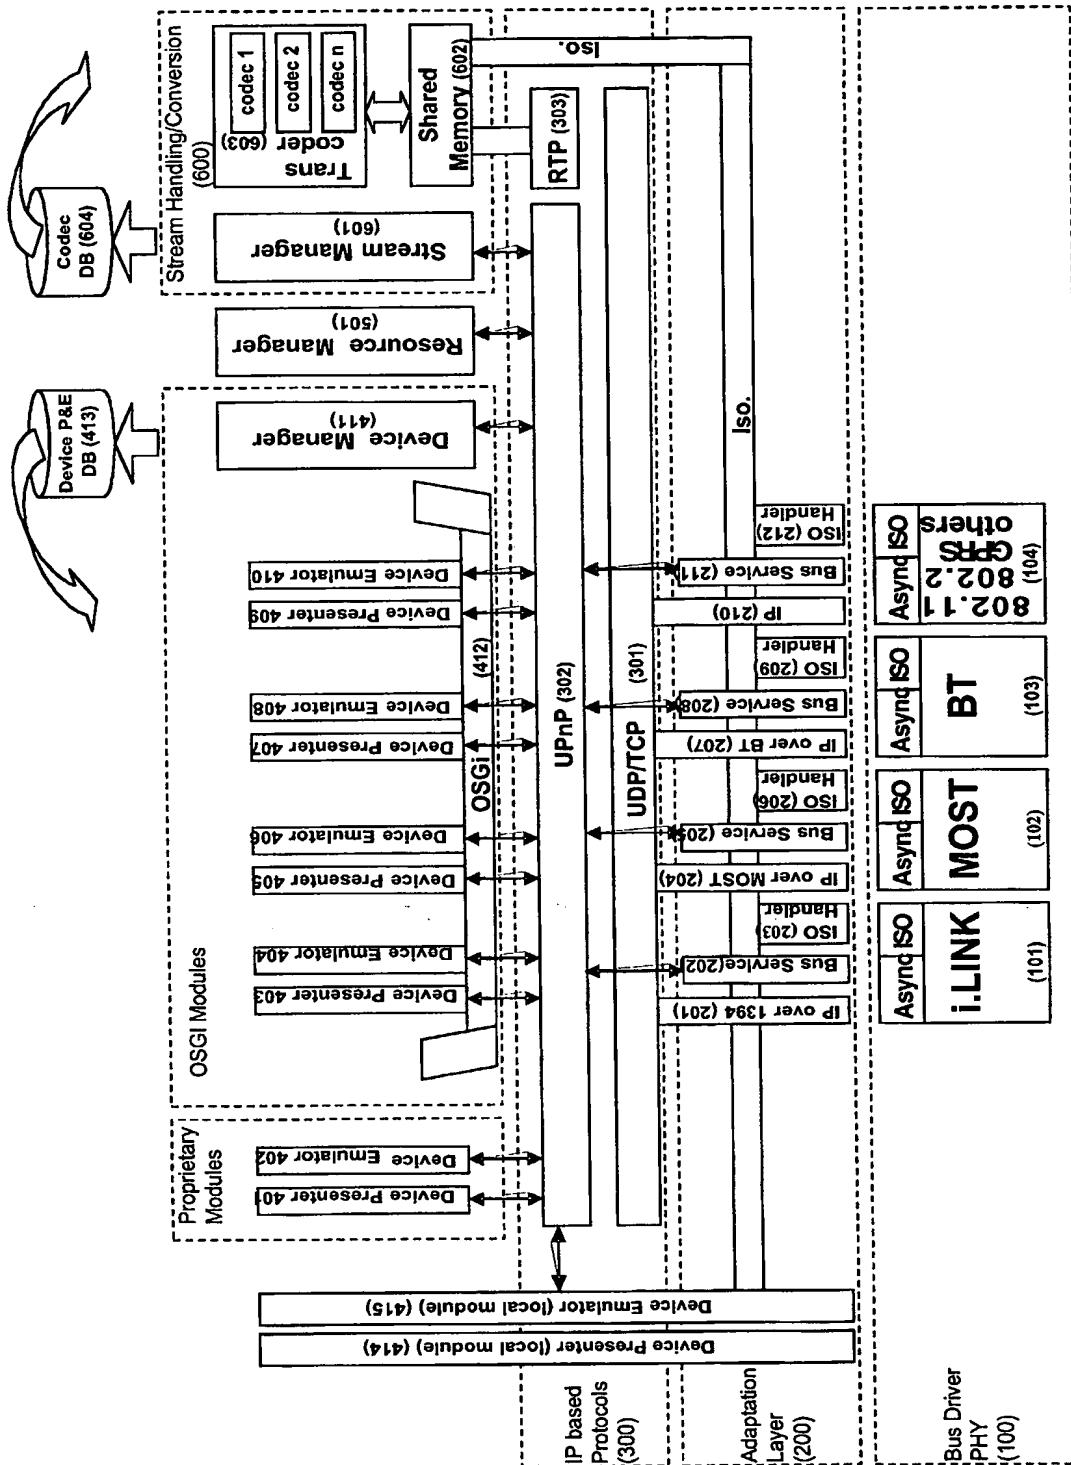 Codec
DB (604)
Device P&E
DB (413)
Stream Handling/Conversion
(600)
codec 1
codec 2
codec n
Trans
coder (603)
Shared
Memory (602)
Stream Manager
(601)
Resource Manager
(501)
Device Manager
(411)
OSGI Modules
Device Emulator 410
Device Presenter 409
Device Emulator 408
Device Presenter 407
Device Emulator 406
Device Presenter 405
Device Emulator 404
Device Presenter 403
OSGi
(412)
Proprietary
Modules
Device Emulator 402
Device Presenter 401
Device Emulator (local module) (415)
Device Presenter (local module) (414)
IP based
Protocols
(300)
RTP (303)
UPnP (302)
UDP/TCP
(301)
Iso.
Iso.
Adaptation
Layer
(200)
IP over 1394 (201)
Bus Service(202)
ISO (203)
Handler
IP over MOST (204)
Bus Service (205)
ISO (206)
Handler
IP over BT (207)
Bus Service (208)
ISO (209)
Handler
IP (210)
Bus Service (211)
ISO (212)
Handler
Bus Driver
PHY
(100)
Async ISO
i.LINK
(101)
Async ISO
MOST
(102)
Async ISO
BT
(103)
Async ISO
802.11
802.2
GPRS
others
(104)